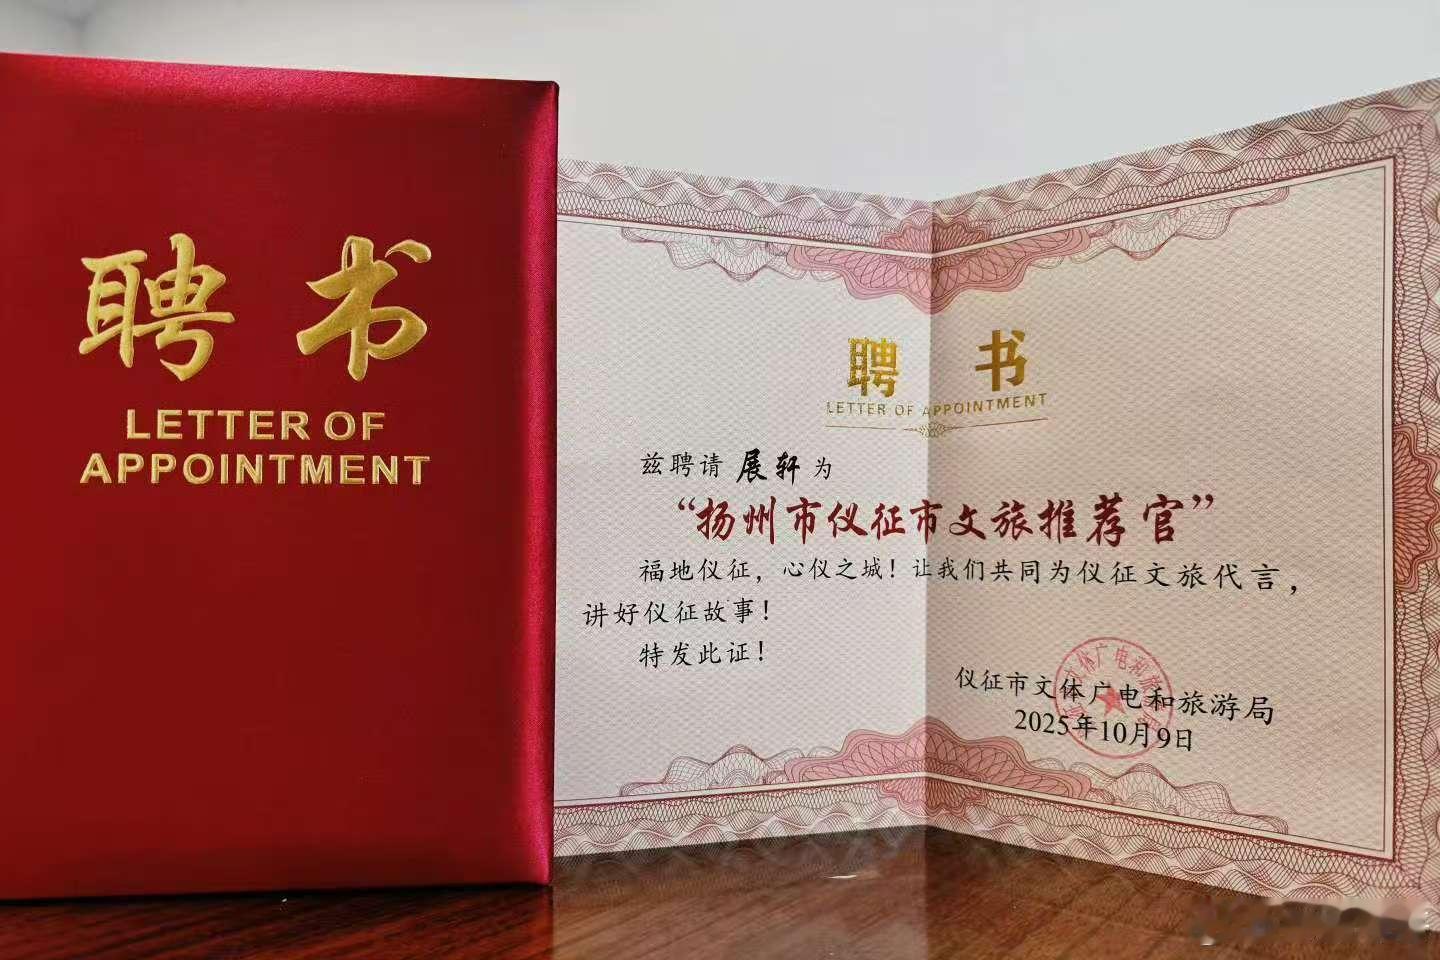 聘书
LETTER OF
APPOINTMENT
聘 书
LETTER OF APPOINTMENT
兹聘请 展轩 为
“扬州市仪征市文旅推荐官”
福地仪征，心仪之城！让我们共同为仪征文旅代言，
讲好仪征故事！
特发此证！
仪征市文体广电和旅游局
2025年10月9日